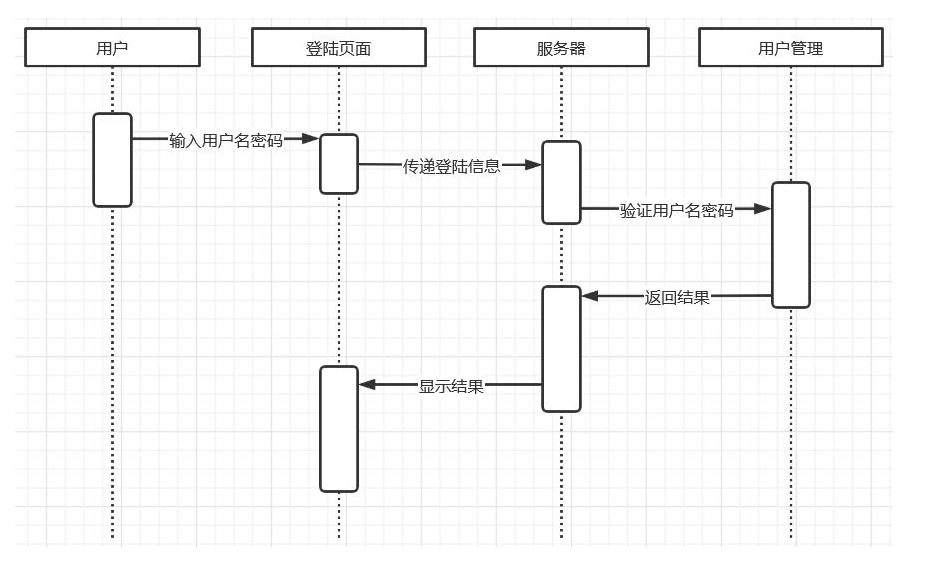 用户
登陆页面
服务器
用户管理
输入用户名密码
传递登陆信息
验证用户名密码
返回结果
显示结果